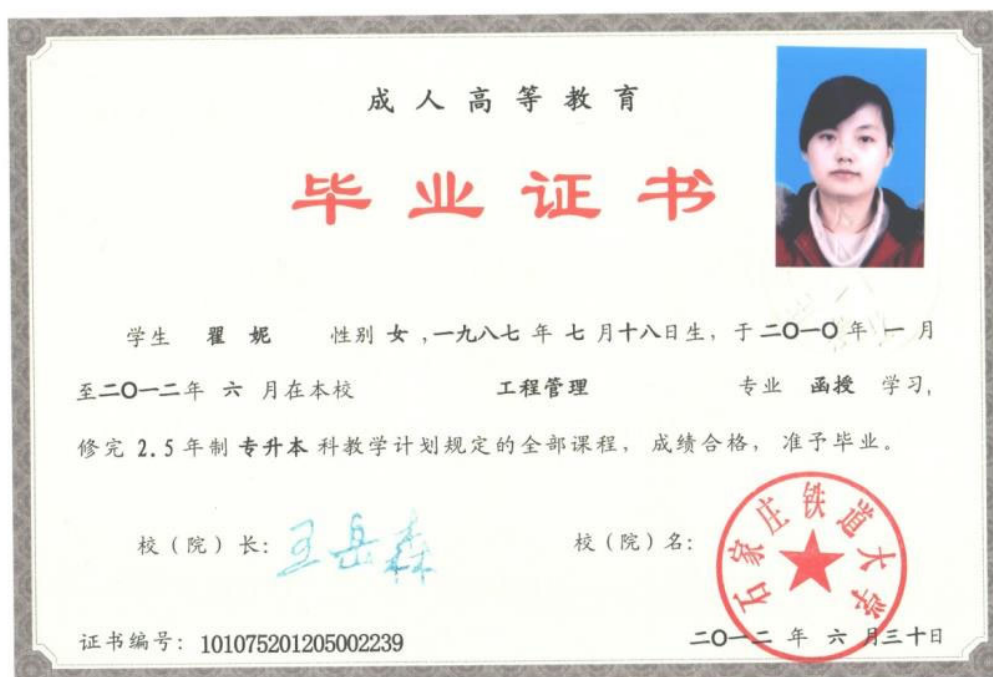 成人高等教育
毕业证书
学生 翟妮 性别 女，一九八七 年 七 月十八日生，于二〇一〇年 一 月
至二〇一二年 六 月在本校 工程管理 专业 函授 学习，
修完 2.5 年制 专升本 科教学计划规定的全部课程，成绩合格，准予毕业。
校（院）长：王岳森 校（院）名：
石家庄铁道大学
证书编号：101075201205002239 二〇一二 年 六 月三十日